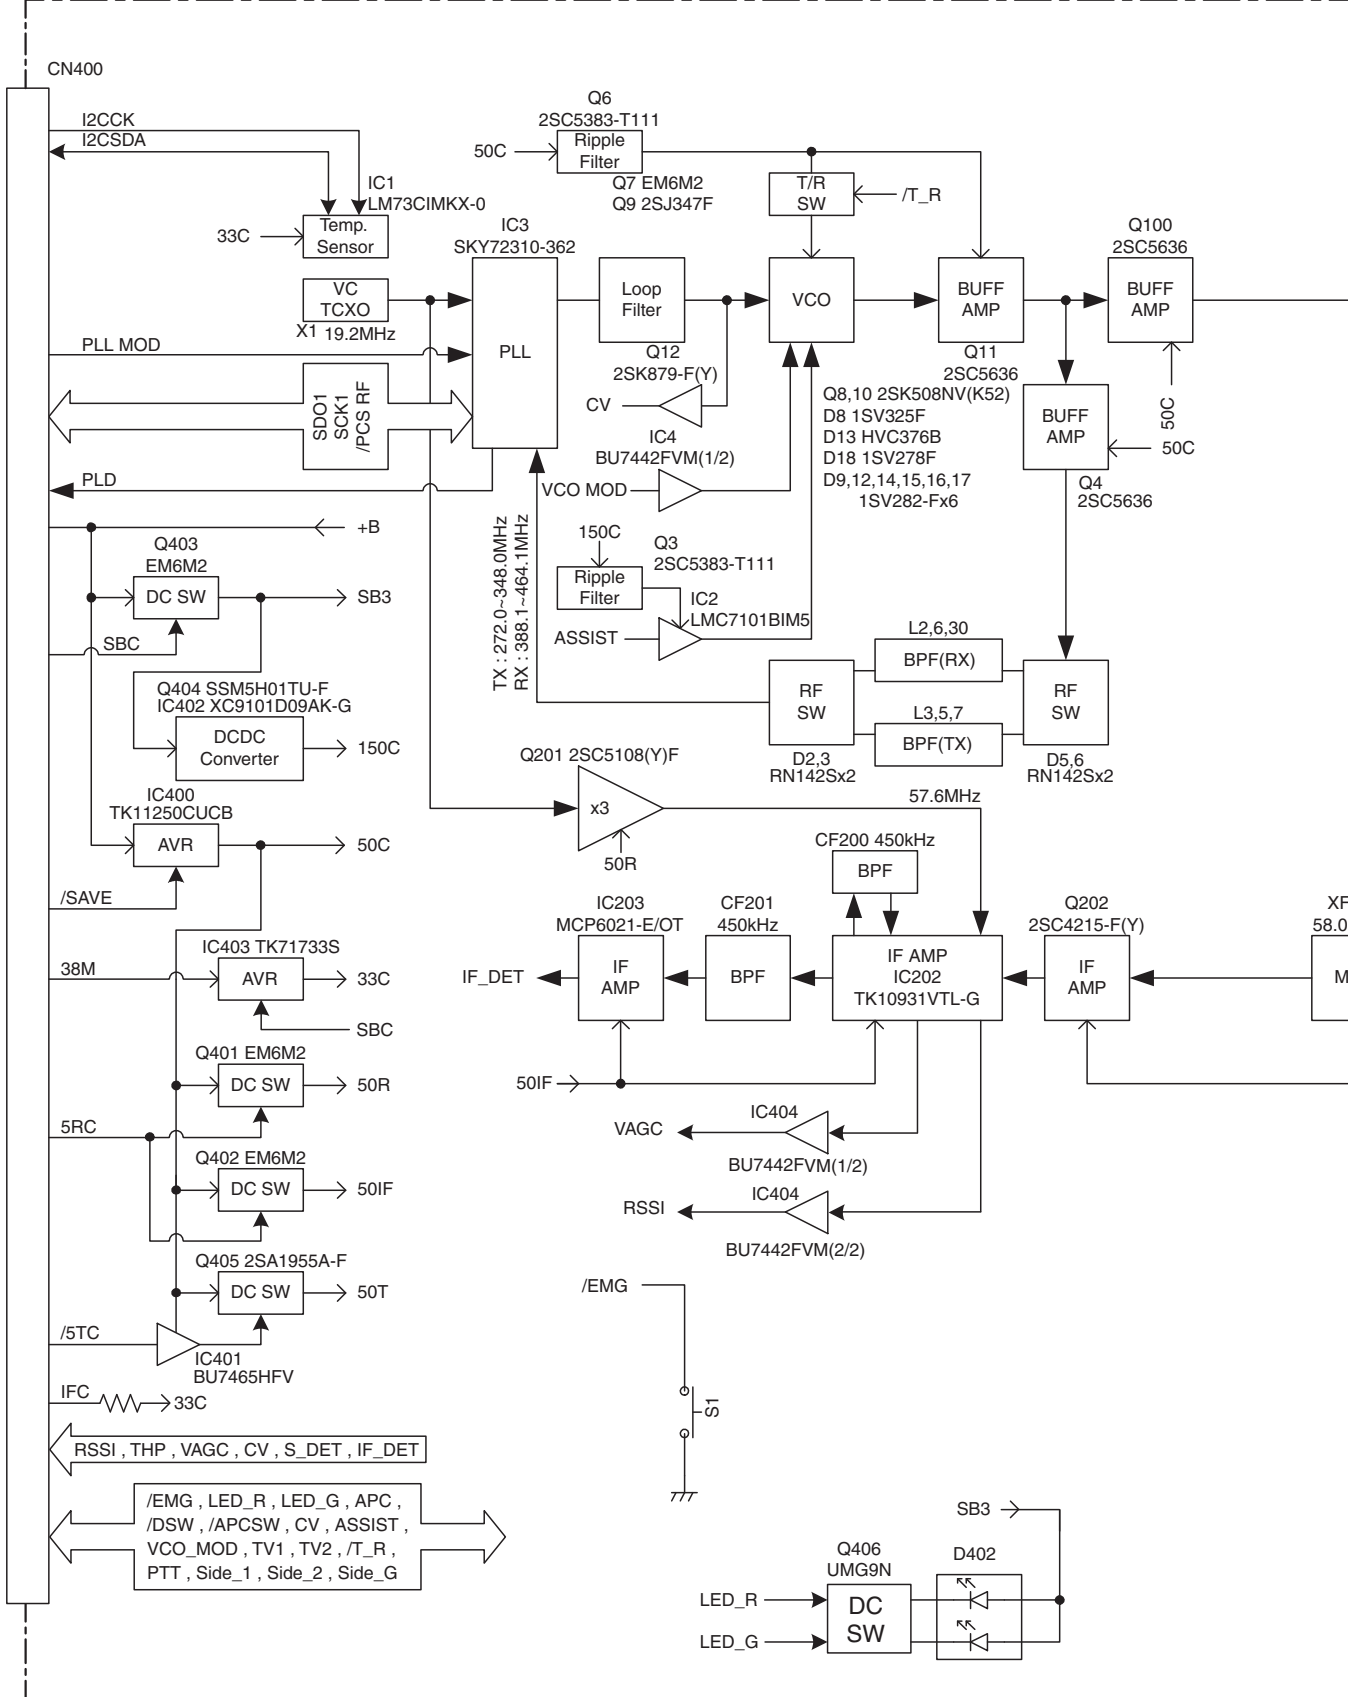 CN400
I2CCK
I2CSDA
IC1
LM73CIMKX-0
33C
Temp.
Sensor
VC
TCXO
X1 19.2MHz
PLL MOD
SDO1
SCK1
/PCS RF
PLD
IC3
SKY72310-362
PLL
Q6
2SC5383-T111
50C
Ripple
Filter
Q7 EM6M2
Q9 2SJ347F
T/R
SW
/T_R
Loop
Filter
VCO
BUFF
AMP
Q11
2SC5636
Q100
2SC5636
BUFF
AMP
50C
Q12
2SK879-F(Y)
CV
IC4
BU7442FVM(1/2)
VCO MOD
Q8,10 2SK508NV(K52)
D8 1SV325F
D13 HVC376B
D18 1SV278F
D9,12,14,15,16,17
1SV282-Fx6
BUFF
AMP
50C
Q4
2SC5636
TX : 272.0~348.0MHz
RX : 388.1~464.1MHz
150C
Ripple
Filter
Q3
2SC5383-T111
IC2
LMC7101BIM5
ASSIST
L2,6,30
BPF(RX)
RF
SW
RF
SW
L3,5,7
BPF(TX)
D2,3
RN142Sx2
D5,6
RN142Sx2
+B
Q403
EM6M2
DC SW
SB3
SBC
Q404 SSM5H01TU-F
IC402 XC9101D09AK-G
DCDC
Converter
150C
IC400
TK11250CUCB
AVR
50C
/SAVE
IC403 TK71733S
38M
AVR
33C
SBC
Q401 EM6M2
DC SW
50R
5RC
Q402 EM6M2
DC SW
50IF
Q405 2SA1955A-F
DC SW
50T
/5TC
IC401
BU7465HFV
IFC
33C
RSSI , THP , VAGC , CV , S_DET , IF_DET
/EMG , LED_R , LED_G , APC ,
/DSW , /APCSW , CV , ASSIST ,
VCO_MOD , TV1 , TV2 , /T_R ,
PTT , Side_1 , Side_2 , Side_G
Q201 2SC5108(Y)F
x3
50R
57.6MHz
CF200 450kHz
BPF
IC203
MCP6021-E/OT
IF
AMP
IF_DET
CF201
450kHz
BPF
IF AMP
IC202
TK10931VTL-G
Q202
2SC4215-F(Y)
IF
AMP
XF
58.0
M
50IF
VAGC
IC404
BU7442FVM(1/2)
RSSI
IC404
BU7442FVM(2/2)
/EMG
S1
SB3
Q406
UMG9N
D402
LED_R
LED_G
DC
SW